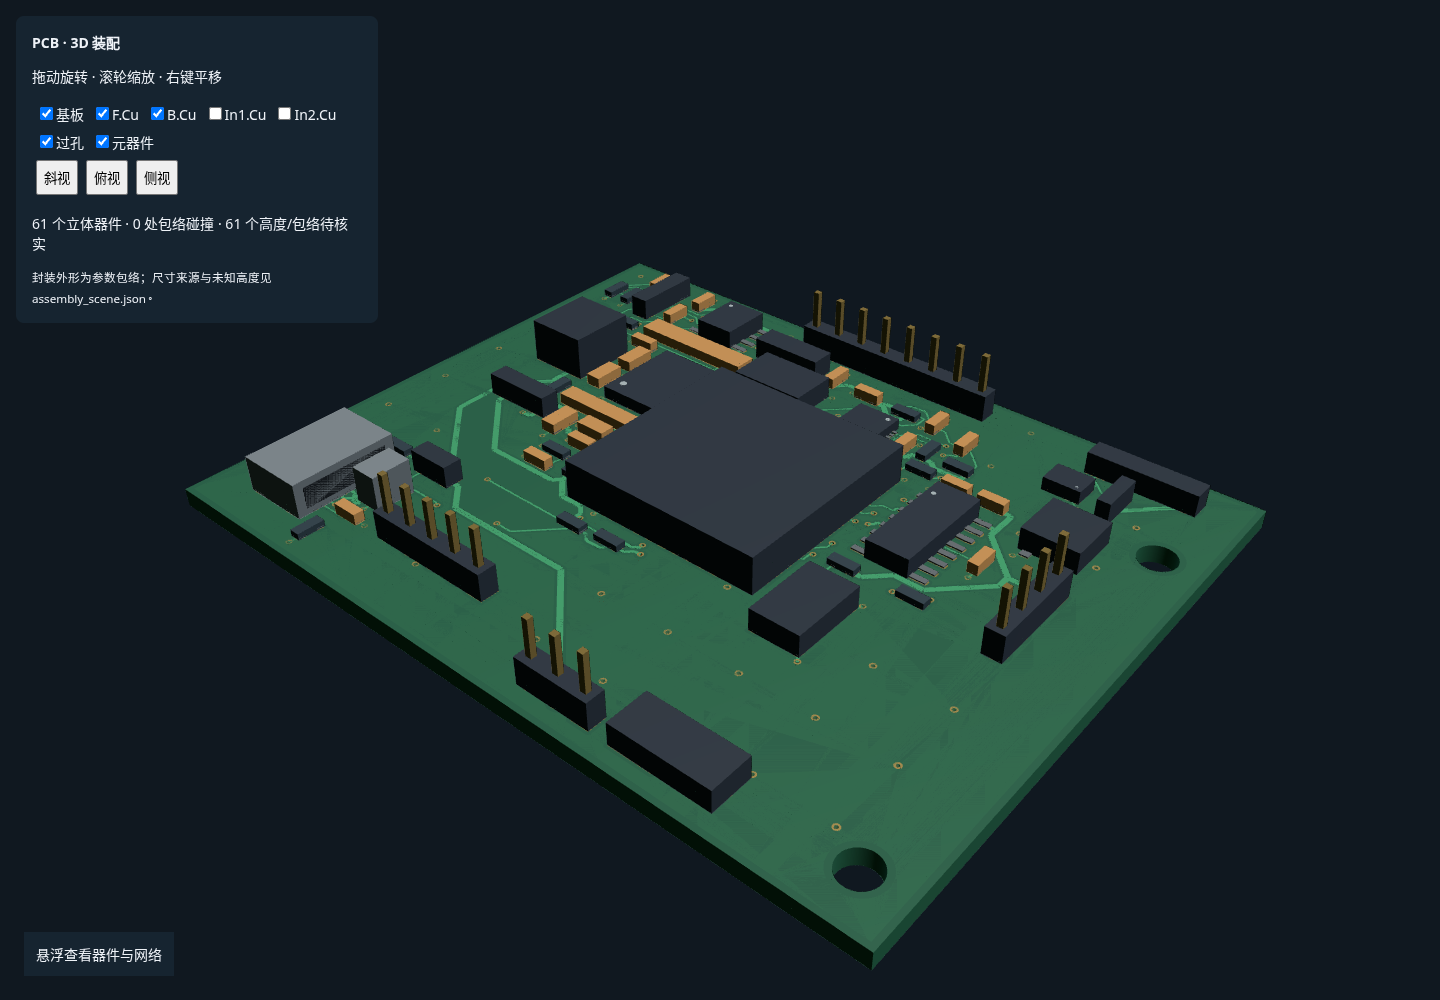 PCB · 3D 装配
拖动旋转 · 滚轮缩放 · 右键平移
基板 F.Cu B.Cu In1.Cu In2.Cu
过孔 元器件
斜视 俯视 侧视
61 个立体器件 · 0 处包络碰撞 · 61 个高度/包络待核
实
封装外形为参数包络；尺寸来源与未知高度见
assembly_scene.json。
悬浮查看器件与网络